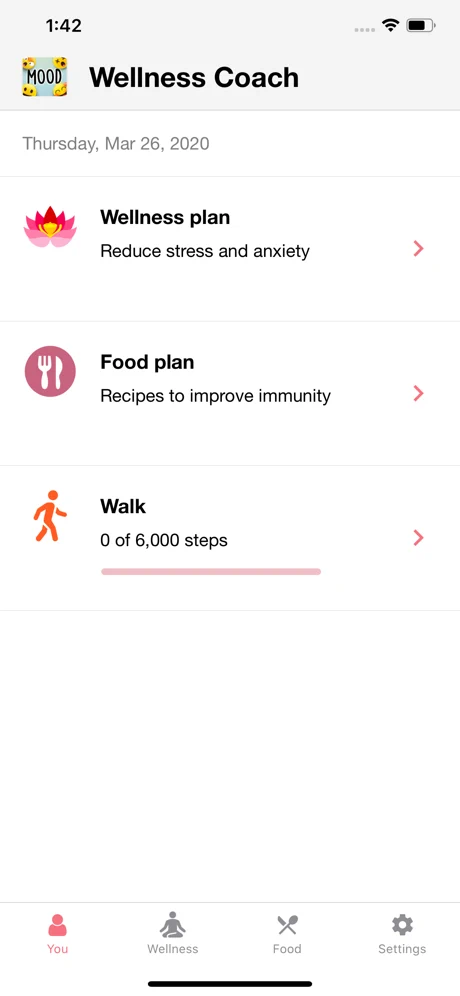 1:42
MOOD
Wellness Coach
Thursday, Mar 26, 2020
Wellness plan
Reduce stress and anxiety
Food plan
Recipes to improve immunity
Walk
0 of 6,000 steps
You
Wellness
Food
Settings